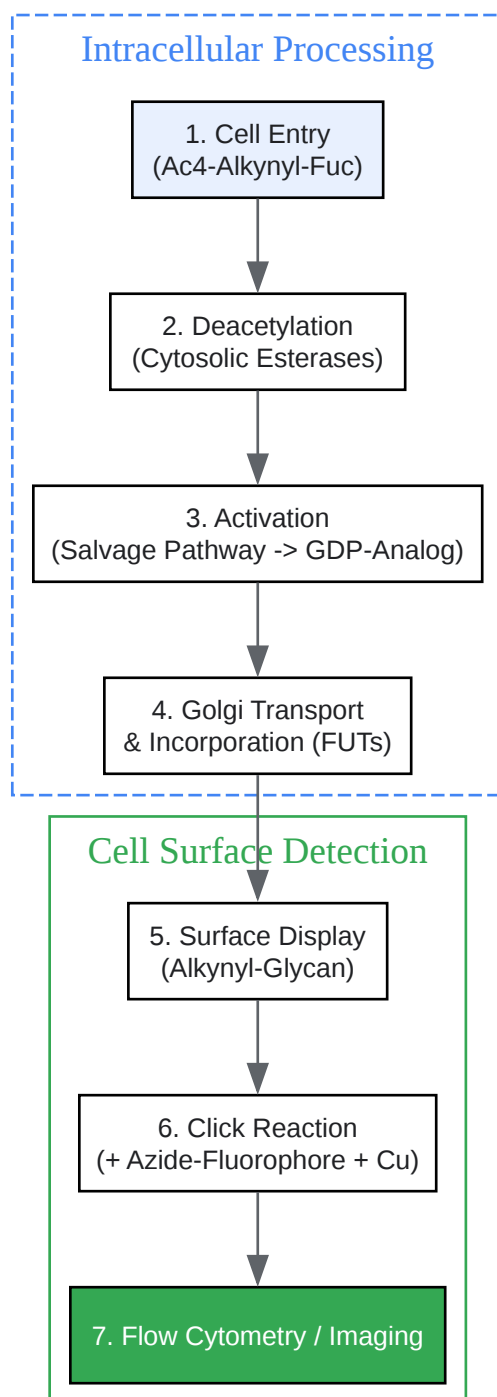 Intracellular Processing
1. Cell Entry
(Ac4-Alkynyl-Fuc)
2. Deacetylation
(Cytosolic Esterases)
3. Activation
(Salvage Pathway -> GDP-Analog)
4. Golgi Transport
& Incorporation (FUTs)
Cell Surface Detection
5. Surface Display
(Alkynyl-Glycan)
6. Click Reaction
(+ Azide-Fluorophore + Cu)
7. Flow Cytometry / Imaging